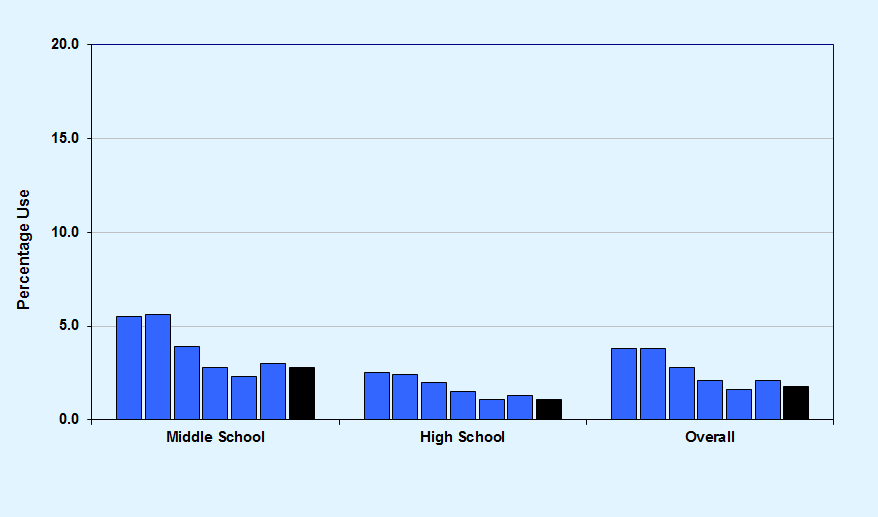 20.0
15.0
10.0
5.0
0.0
Percentage Use
Middle School
High School
Overall